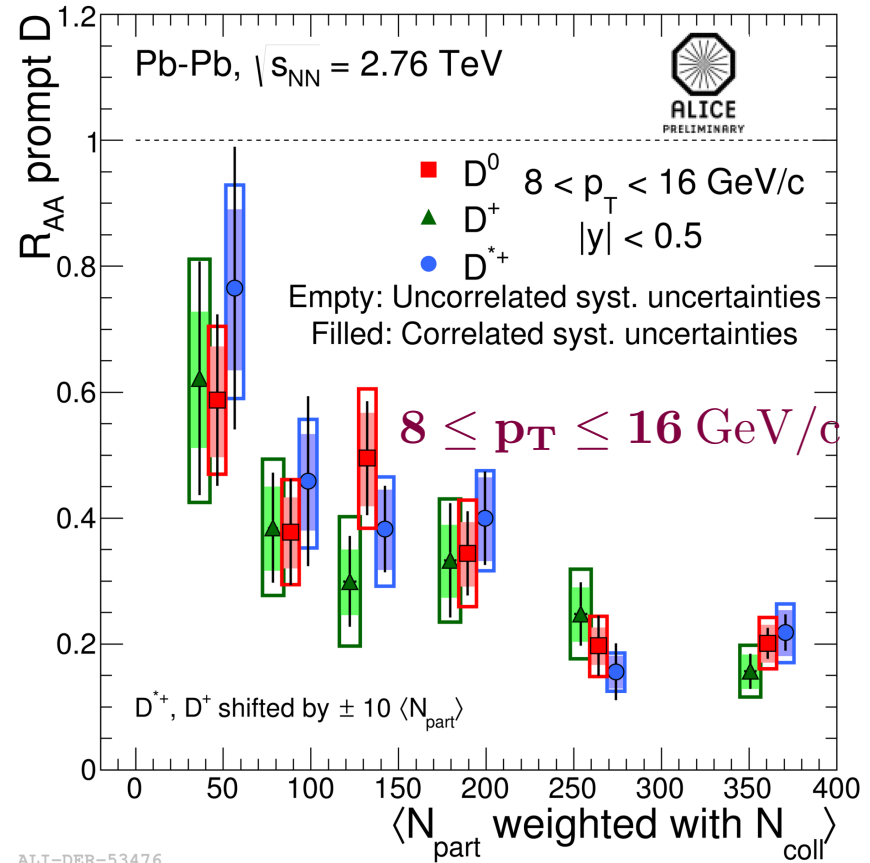 1.2
1
0.8
0.6
0.4
0.2
0
R_AA prompt D
Pb-Pb, √s_NN = 2.76 TeV
ALICE
PRELIMINARY
D^0
D^+
D^*+
8 < p_T < 16 GeV/c
|y| < 0.5
Empty: Uncorrelated syst. uncertainties
Filled: Correlated syst. uncertainties
8 ≤ p_T ≤ 16 GeV/c
D^*+, D^+ shifted by ± 10 ⟨N_part⟩
0 50 100 150 200 250 300 350 400
⟨N_part weighted with N_coll⟩
ALI-DER-53476